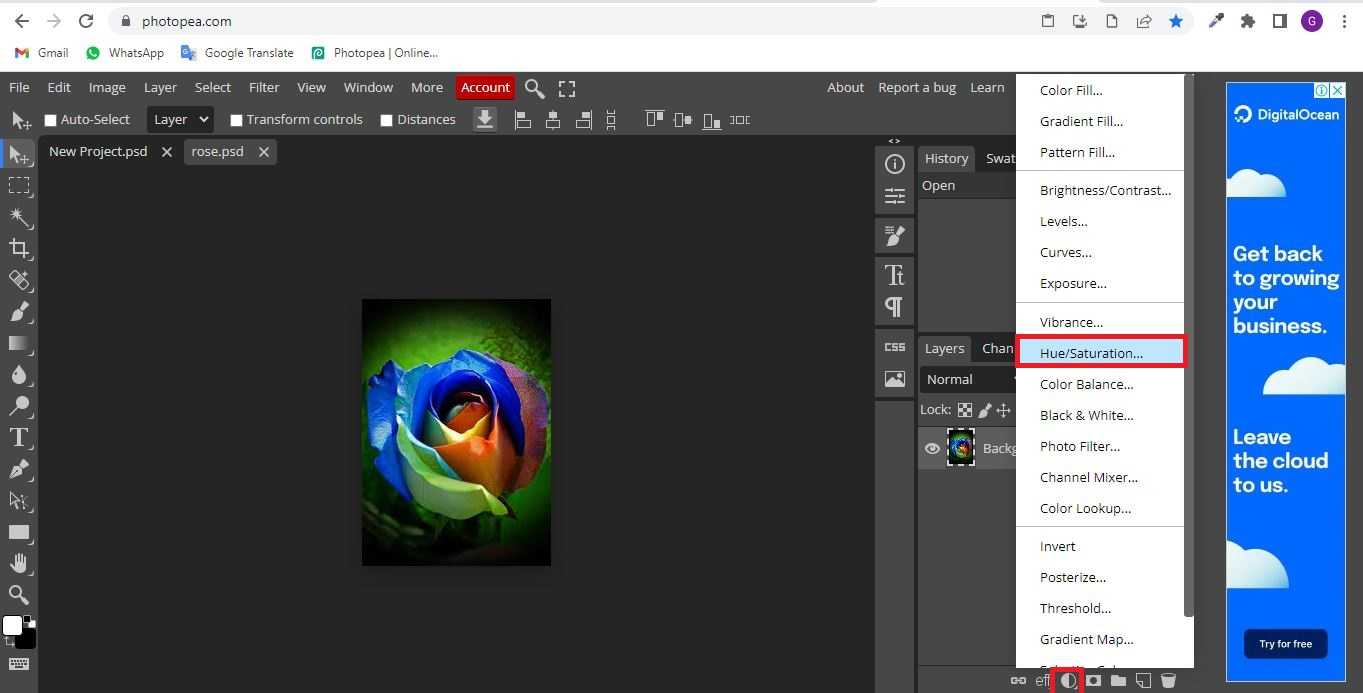 photopea.com
G
Gmail
WhatsApp
Google Translate
Photopea | Online...
File
Edit
Image
Layer
Select
Filter
View
Window
More
Account
About
Report a bug
Learn
Auto-Select
Layer
Transform controls
Distances
New Project.psd
rose.psd
History
Swat
Open
CSS
Layers
Chan
Normal
Lock:
Backg
Color Fill...
Gradient Fill...
Pattern Fill...
Brightness/Contrast...
Levels...
Curves...
Exposure...
Vibrance...
Hue/Saturation...
Color Balance...
Black & White...
Photo Filter...
Channel Mixer...
Color Lookup...
Invert
Posterize...
Threshold...
Gradient Map...
eff
DigitalOcean
Get back
to growing
your
business.
Leave
the cloud
to us.
Try for free